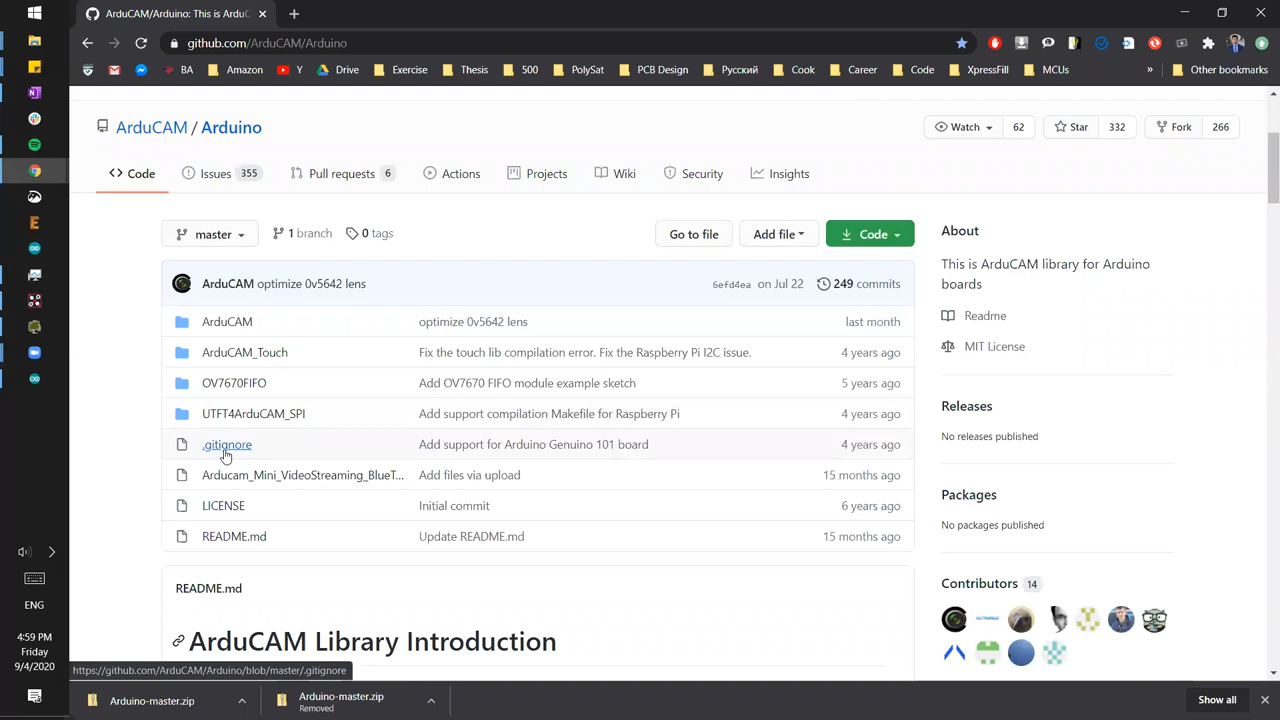 ArduCAM/Arduino: This is ArduC
github.com/ArduCAM/Arduino
BA
Amazon
Y
Drive
Exercise
Thesis
500
PolySat
PCB Design
Русский
Cook
Career
Code
XpressFill
MCUs
»
Other bookmarks
ArduCAM / Arduino
Watch
62
Star
332
Fork
266
Code
Issues 355
Pull requests 6
Actions
Projects
Wiki
Security
Insights
master
1 branch
0 tags
Go to file
Add file
Code
About
This is ArduCAM library for Arduino
boards
Readme
MIT License
ArduCAM optimize 0v5642 lens
6efd4ea on Jul 22
249 commits
ArduCAM
optimize 0v5642 lens
last month
ArduCAM_Touch
Fix the touch lib compilation error. Fix the Raspberry Pi I2C issue.
4 years ago
OV7670FIFO
Add OV7670 FIFO module example sketch
5 years ago
UTFT4ArduCAM_SPI
Add support compilation Makefile for Raspberry Pi
4 years ago
.gitignore
Add support for Arduino Genuino 101 board
4 years ago
Arducam_Mini_VideoStreaming_BlueT...
Add files via upload
15 months ago
LICENSE
Initial commit
6 years ago
README.md
Update README.md
15 months ago
Releases
No releases published
Packages
No packages published
Contributors 14
README.md
ArduCAM Library Introduction
ENG
4:59 PM
Friday
9/4/2020
https://github.com/ArduCAM/Arduino/blob/master/.gitignore
Arduino-master.zip
Arduino-master.zip
Removed
Show all